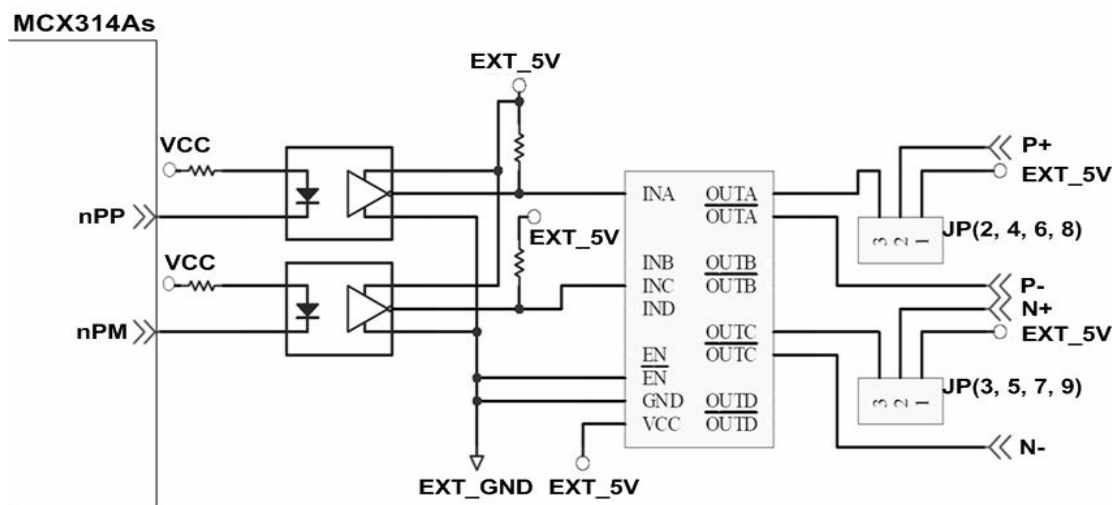 MCX314As
EXT_5V
VCC
nPP
VCC
nPM
EXT_5V
EXT_GND
EXT_5V
INA
INB
INC
IND
EN
EN
GND
VCC
OUTA
OUTA
OUTB
OUTB
OUTC
OUTC
OUTD
OUTD
P+
EXT_5V
3 2 1
JP(2, 4, 6, 8)
P-
N+
EXT_5V
3 2 1
JP(3, 5, 7, 9)
N-